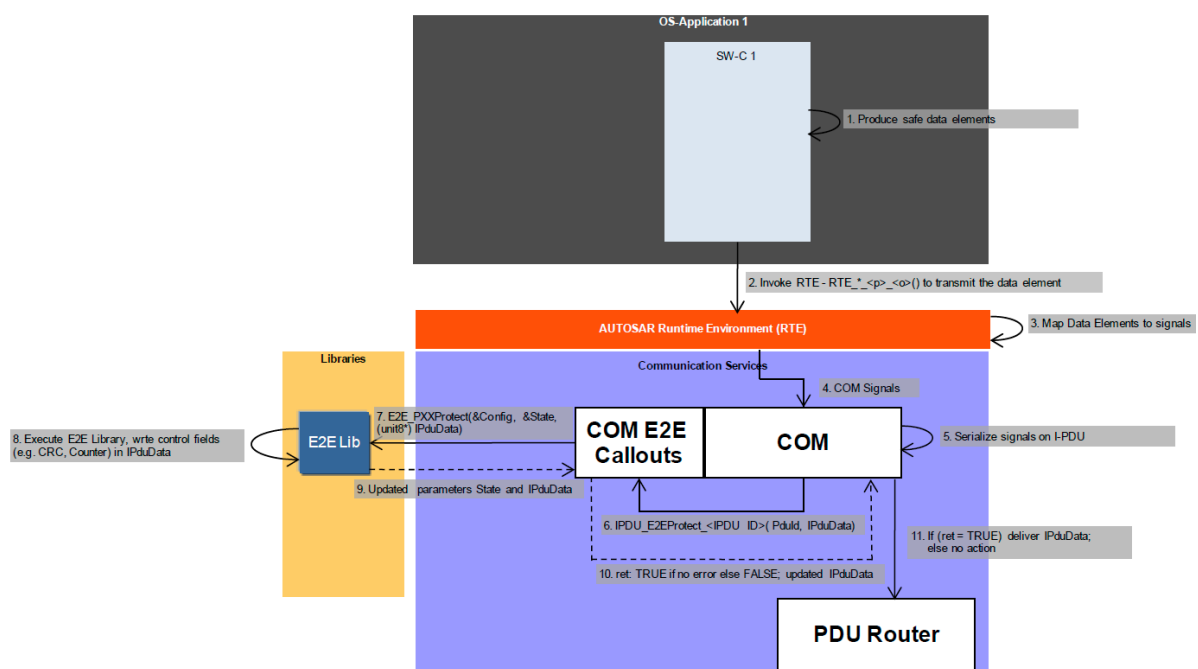 OS-Application 1
SW-C 1
1. Produce safe data elements
2. Invoke RTE - RTE_*_<p>_<o>() to transmit the data element
AUTOSAR Runtime Environment (RTE)
3. Map Data Elements to signals
Libraries
Communication Services
4. COM Signals
7. E2E_PXXProtect(&Config, &State,
(unit8*) IPduData)
8. Execute E2E Library, wrte control fields
(e.g. CRC, Counter) in IPduData
E2E Lib
COM E2E
Callouts
COM
5. Serialize signals on I-PDU
9. Updated parameters State and IPduData
6. IPDU_E2EProtect_<IPDU ID>( PduId, IPduData)
11. If (ret = TRUE) deliver IPduData;
else no action
10. ret: TRUE if no error else FALSE; updated IPduData
PDU Router